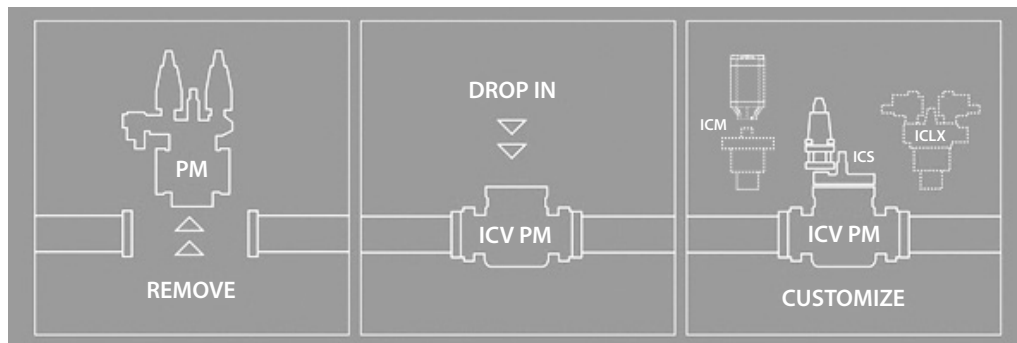 PM
REMOVE
DROP IN
ICV PM
ICM
ICLX
ICS
ICV PM
CUSTOMIZE